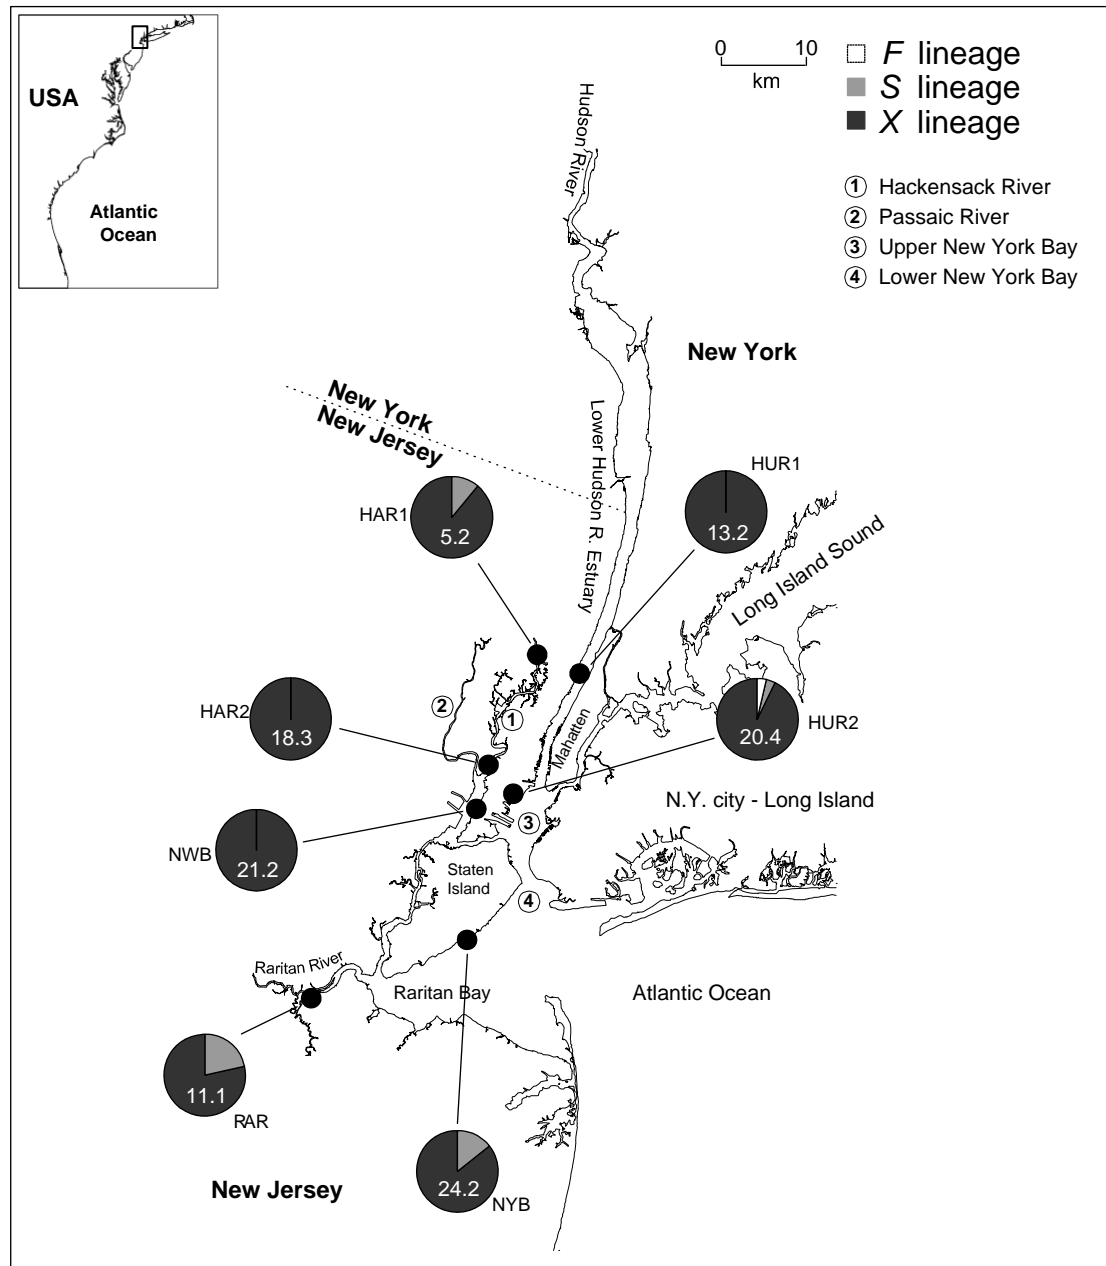 USA
Atlantic
Ocean
0 10
km
F lineage
S lineage
X lineage
1 Hackensack River
2 Passaic River
3 Upper New York Bay
4 Lower New York Bay
Hudson River
New York
New York
New Jersey
Lower Hudson R. Estuary
HUR1
13.2
HAR1
5.2
Long Island Sound
HAR2
18.3
2
1
Mahatten
HUR2
20.4
N.Y. city - Long Island
3
NWB
21.2
Staten
Island
4
Raritan River
Raritan Bay
Atlantic Ocean
11.1
RAR
24.2
NYB
New Jersey